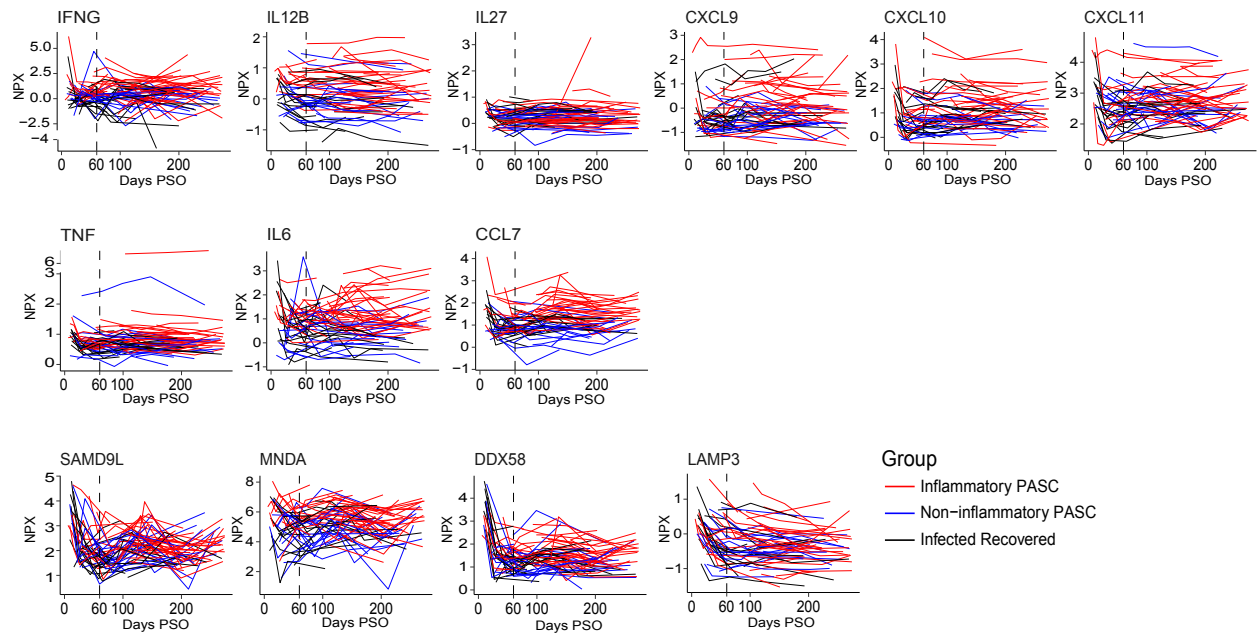 IFNG
IL12B
IL27
CXCL9
CXCL10
CXCL11
NPX
5.0
2.5
0.0
−2.5
−4
0
60
100
200
Days PSO
NPX
2
1
0
−1
0
60
100
200
Days PSO
NPX
3
2
1
0
−1
0
60
100
200
Days PSO
NPX
3
2
1
0
−1
0
60
100
200
Days PSO
NPX
4
3
2
1
0
0
60
100
200
Days PSO
NPX
4
3
2
0
60
100
200
Days PSO
TNF
IL6
CCL7
NPX
6
3
2
1
0
0
60
100
200
Days PSO
NPX
3
2
1
0
−1
0
60
100
200
Days PSO
NPX
4
3
2
1
0
−1
0
60
100
200
Days PSO
SAMD9L
MNDA
DDX58
LAMP3
NPX
5
4
3
2
1
0
60
100
200
Days PSO
NPX
8
6
4
2
0
60
100
200
Days PSO
NPX
4
3
2
1
0
0
60
100
200
Days PSO
NPX
1
0
−1
0
60
100
200
Days PSO
Group
Inflammatory PASC
Non−inflammatory PASC
Infected Recovered